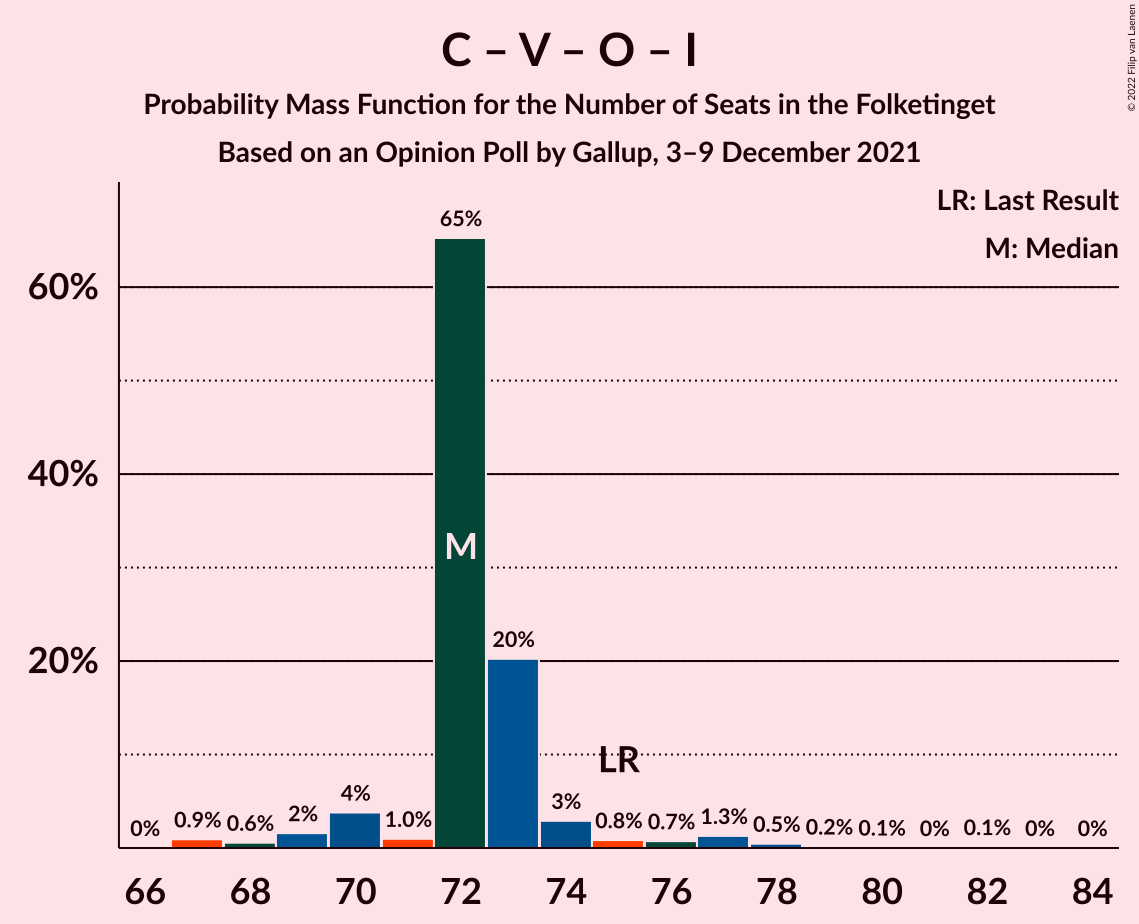 C – V – O – I
Probability Mass Function for the Number of Seats in the Folketinget
Based on an Opinion Poll by Gallup, 3–9 December 2021
© 2022 Filip van Laenen
LR: Last Result
M: Median
65%
60%
40%
M
20%
20%
LR
0% 0.9% 0.6% 2% 4% 1.0% 3% 0.8% 0.7% 1.3% 0.5% 0.2% 0.1% 0% 0.1% 0% 0%
66 68 70 72 74 76 78 80 82 84